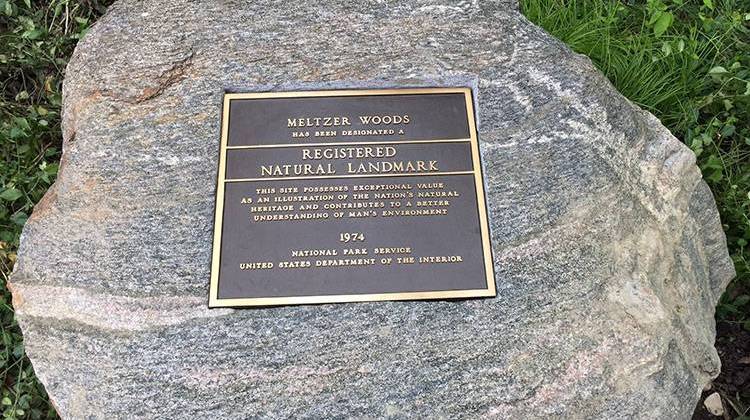 MELTZER WOODS
HAS BEEN DESIGNATED A
REGISTERED
NATURAL LANDMARK
THIS SITE POSSESSES EXCEPTIONAL VALUE
AS AN ILLUSTRATION OF THE NATION'S NATURAL
HERITAGE AND CONTRIBUTES TO A BETTER
UNDERSTANDING OF MAN'S ENVIRONMENT
1974
NATIONAL PARK SERVICE
UNITED STATES DEPARTMENT OF THE INTERIOR